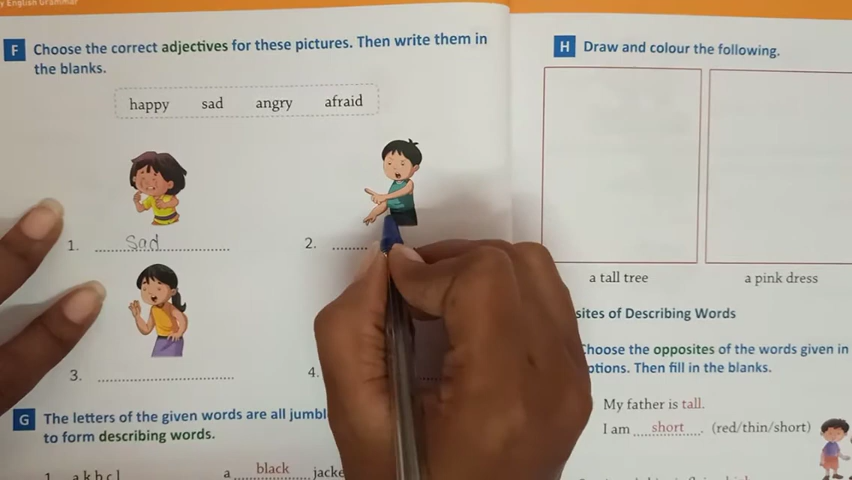 y English Grammar
F Choose the correct adjectives for these pictures. Then write them in
the blanks.
happy sad angry afraid
1. Sad
2.
3.
4.
G The letters of the given words are all jumbl
to form describing words.
1. a k b c l a black jacke
H Draw and colour the following.
a tall tree a pink dress
sites of Describing Words
Choose the opposites of the words given in
ptions. Then fill in the blanks.
My father is tall.
I am short. (red/thin/short)